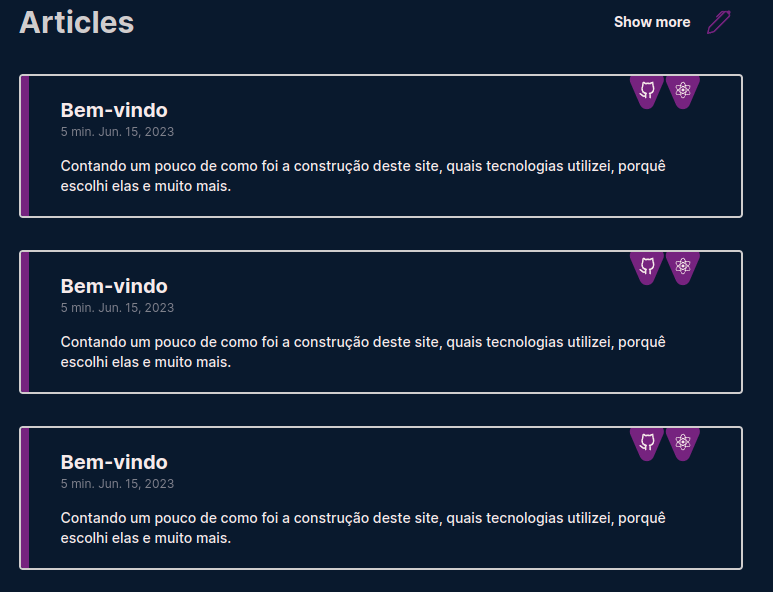 Articles
Show more
Bem-vindo
5 min. Jun. 15, 2023
Contando um pouco de como foi a construção deste site, quais tecnologias utilizei, porquê
escolhi elas e muito mais.
Bem-vindo
5 min. Jun. 15, 2023
Contando um pouco de como foi a construção deste site, quais tecnologias utilizei, porquê
escolhi elas e muito mais.
Bem-vindo
5 min. Jun. 15, 2023
Contando um pouco de como foi a construção deste site, quais tecnologias utilizei, porquê
escolhi elas e muito mais.